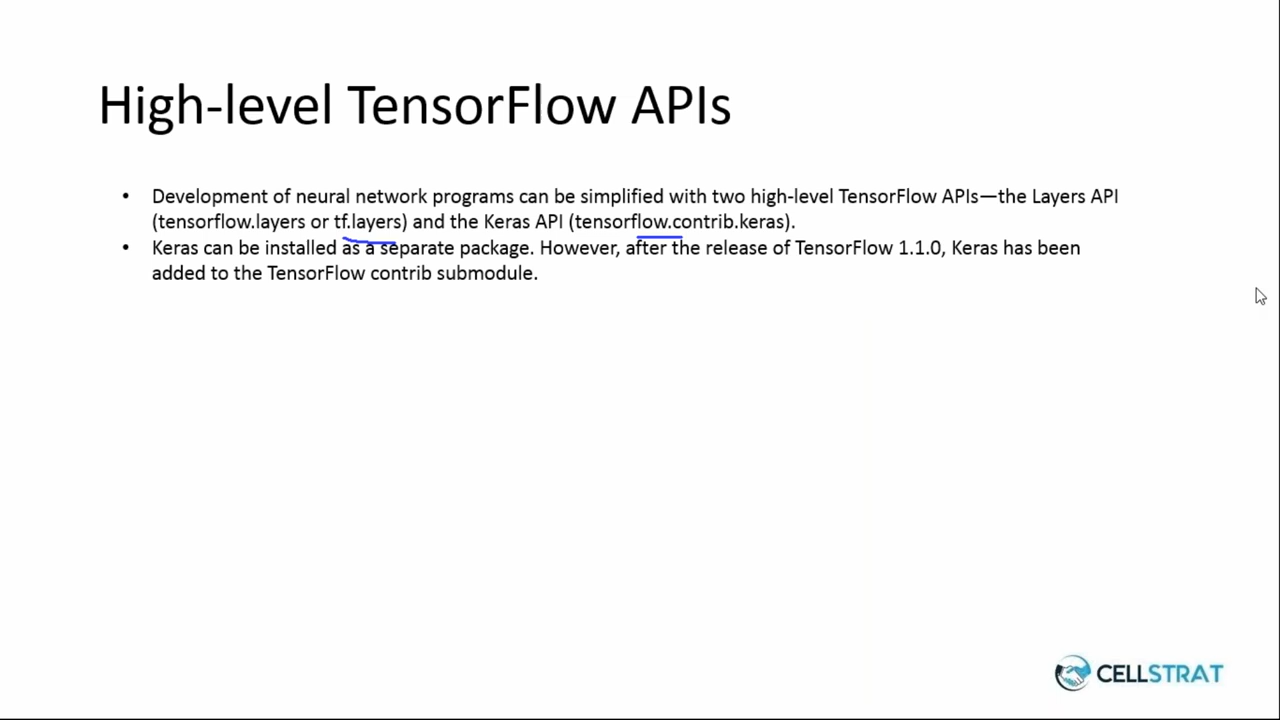 High-level TensorFlow APIs
• Development of neural network programs can be simplified with two high-level TensorFlow APIs—the Layers API
(tensorflow.layers or tf.layers) and the Keras API (tensorflow.contrib.keras).
• Keras can be installed as a separate package. However, after the release of TensorFlow 1.1.0, Keras has been
added to the TensorFlow contrib submodule.
CELLSTRAT